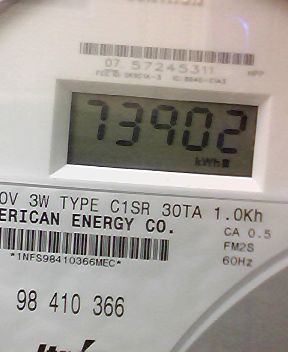 07 57245311
73902
kWh
0V 3W TYPE C1SR 30TA 1.0Kh
ERICAN ENERGY CO.
CA 0.5
FM2S
*1NFS98410366MEC*
60Hz
98 410 366